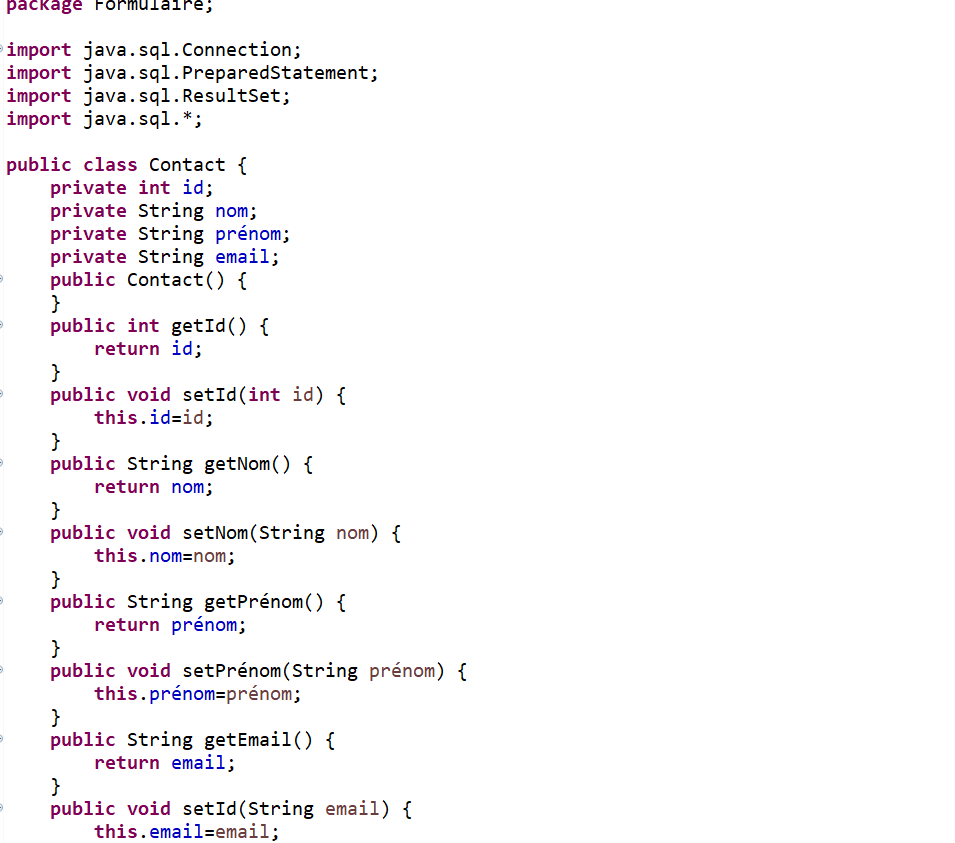 package Formulaire;
import java.sql.Connection;
import java.sql.PreparedStatement;
import java.sql.ResultSet;
import java.sql.*;
public class Contact {
private int id;
private String nom;
private String prénom;
private String email;
public Contact() {
}
public int getId() {
return id;
}
public void setId(int id) {
this.id=id;
}
public String getNom() {
return nom;
}
public void setNom(String nom) {
this.nom=nom;
}
public String getPrénom() {
return prénom;
}
public void setPrénom(String prénom) {
this.prénom=prénom;
}
public String getEmail() {
return email;
}
public void setId(String email) {
this.email=email;